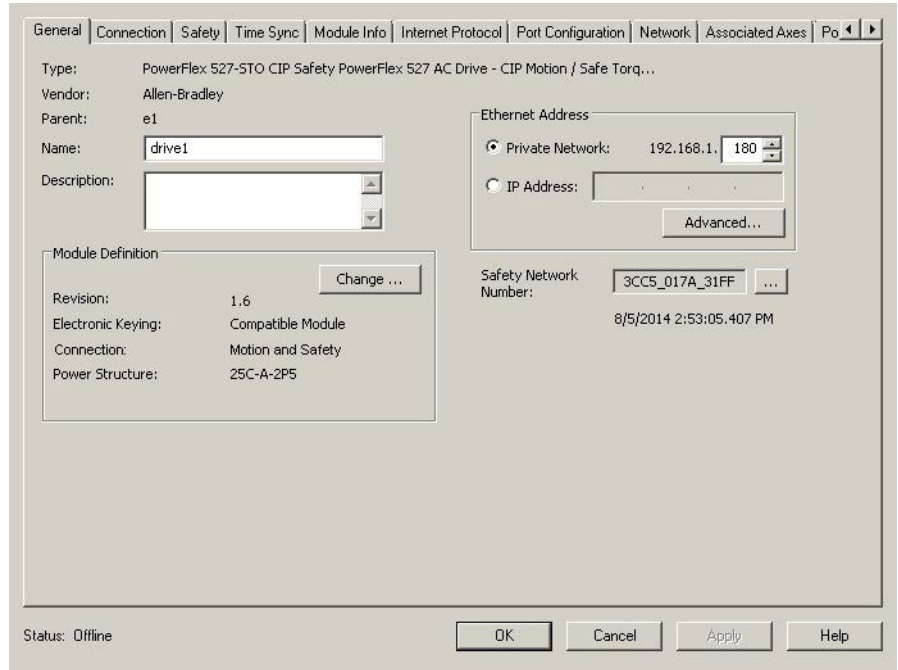 General Connection Safety Time Sync Module Info Internet Protocol Port Configuration Network Associated Axes Po
Type: PowerFlex 527-STO CIP Safety PowerFlex 527 AC Drive - CIP Motion / Safe Torq...
Vendor: Allen-Bradley
Parent: e1
Name: drive1
Description:
Ethernet Address
Private Network: 192.168.1. 180
IP Address: . . .
Advanced...
Module Definition
Change ...
Revision: 1.6
Electronic Keying: Compatible Module
Connection: Motion and Safety
Power Structure: 25C-A-2P5
Safety Network
Number:
3CC5_017A_31FF ...
8/5/2014 2:53:05.407 PM
Status: Offline
OK Cancel Apply Help